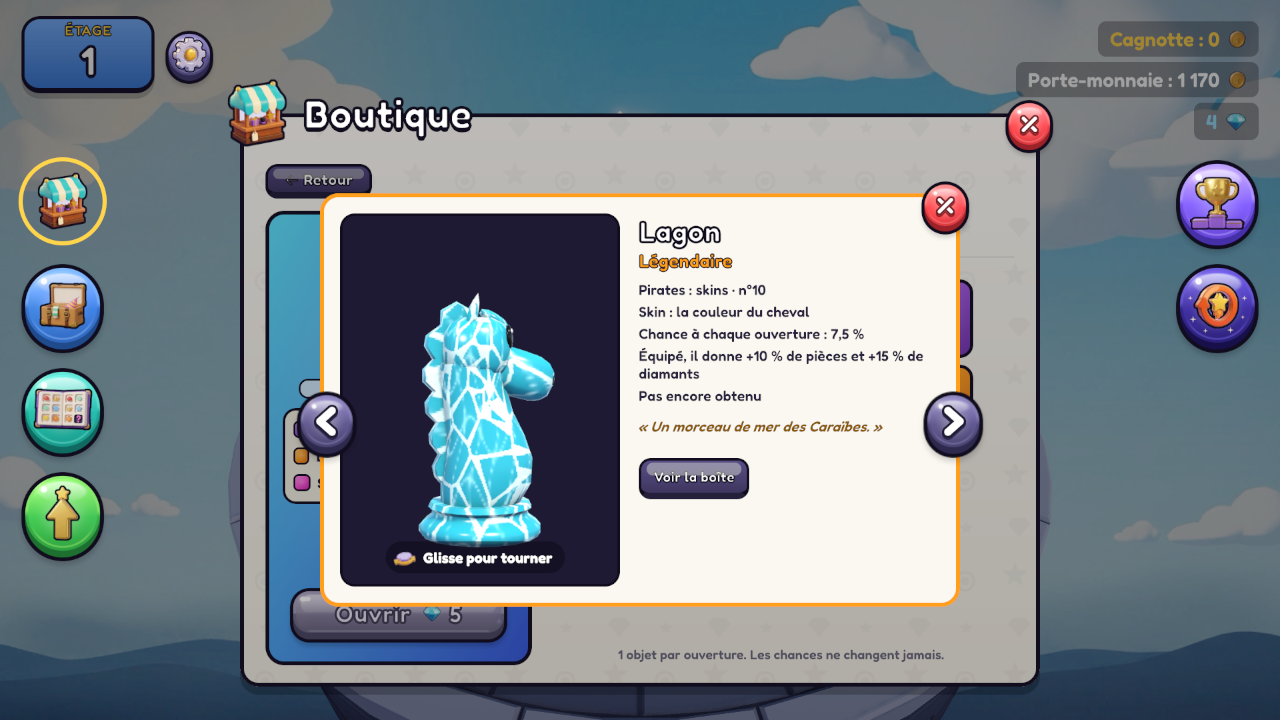 ÉTAGE
1
Cagnotte : 0
Porte-monnaie : 1 170
4
Boutique
← Retour
Lagon
Légendaire
Pirates : skins · n°10
Skin : la couleur du cheval
Chance à chaque ouverture : 7,5 %
Équipé, il donne +10 % de pièces et +15 % de
diamants
Pas encore obtenu
« Un morceau de mer des Caraïbes. »
Voir la boîte
Glisse pour tourner
Ouvrir 5
1 objet par ouverture. Les chances ne changent jamais.